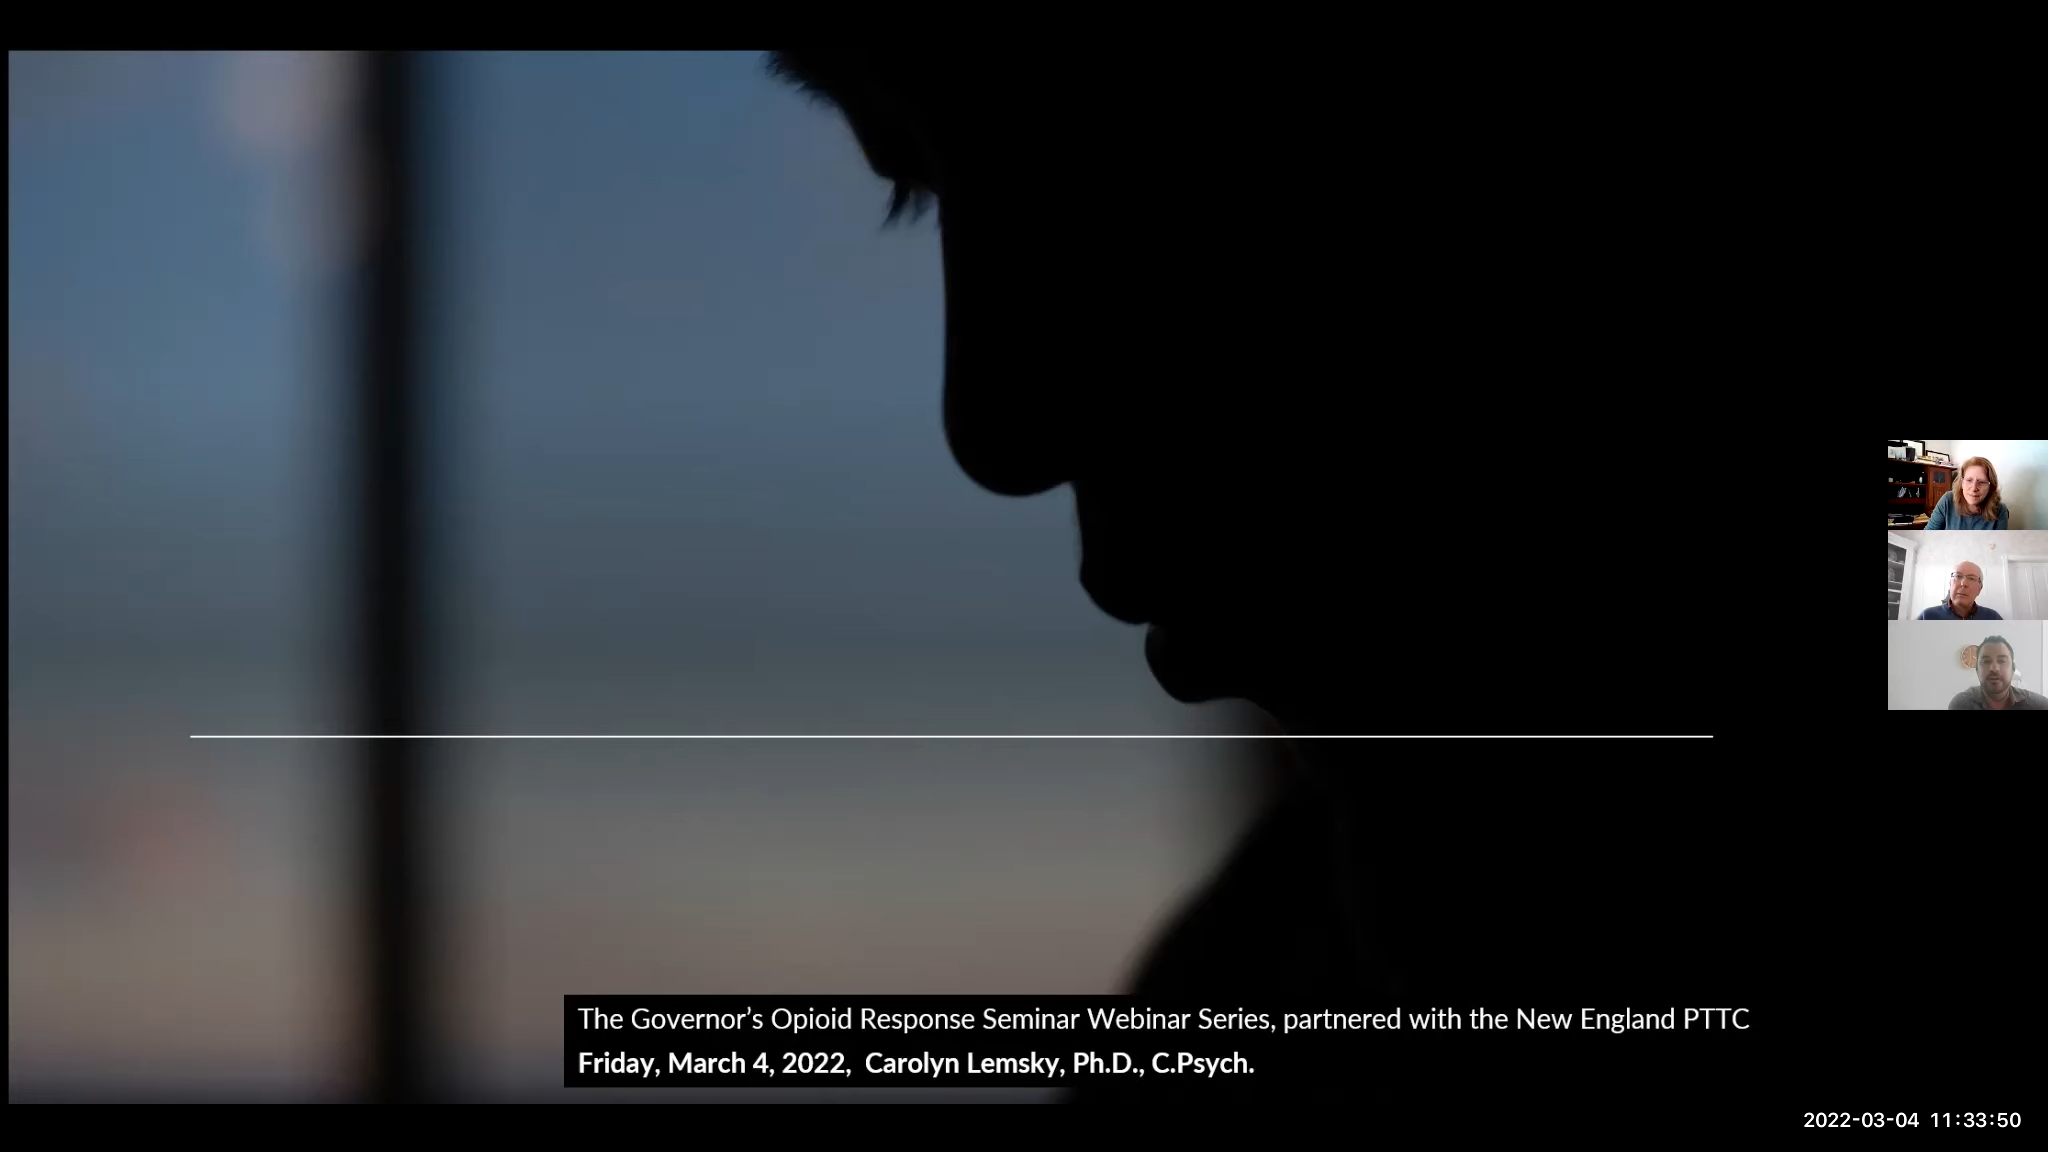 The Governor’s Opioid Response Seminar Webinar Series, partnered with the New England PTTC
Friday, March 4, 2022, Carolyn Lemsky, Ph.D., C.Psych.
2022-03-04 11:33:50